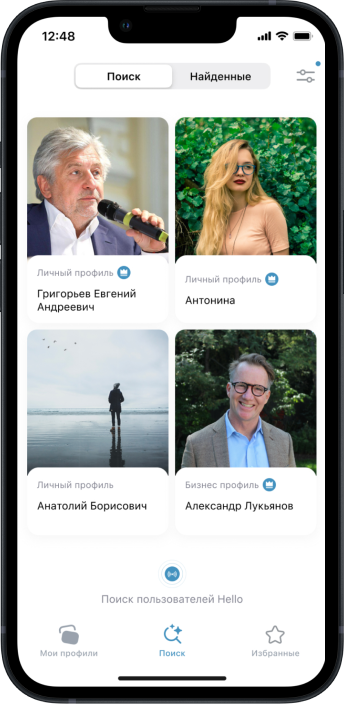 12:48
Поиск
Найденные
Личный профиль
Григорьев Евгений
Андреевич
Личный профиль
Антонина
Личный профиль
Анатолий Борисович
Бизнес профиль
Александр Лукьянов
Поиск пользователей Hello
Мои профили
Поиск
Избранные